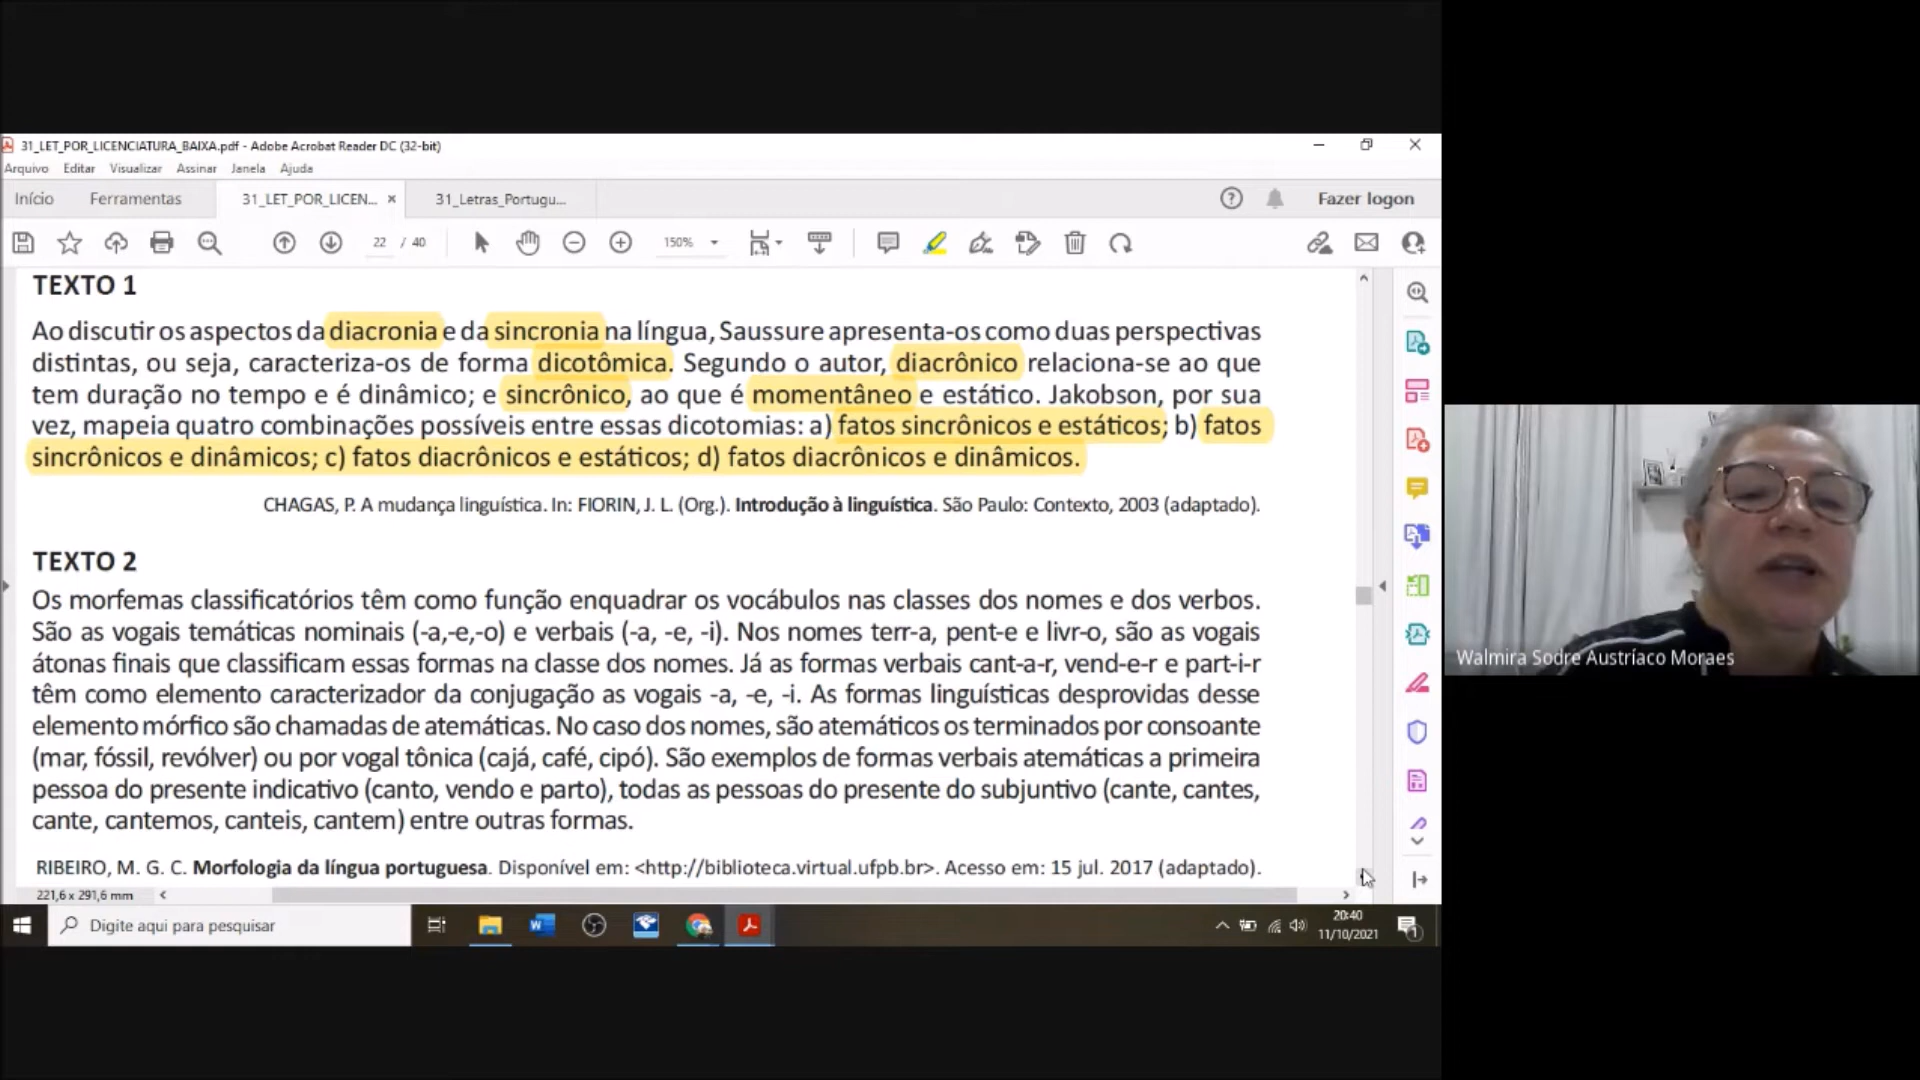 31_LET_POR_LICENCIATURA_BAIXA.pdf - Adobe Acrobat Reader DC (32-bit)
Arquivo Editar Visualizar Assinar Janela Ajuda
Início Ferramentas 31_LET_POR_LICEN... 31_Letras_Portugu... Fazer logon
22 / 40 150%
TEXTO 1
Ao discutir os aspectos da diacronia e da sincronia na língua, Saussure apresenta-os como duas perspectivas
distintas, ou seja, caracteriza-os de forma dicotômica. Segundo o autor, diacrônico relaciona-se ao que
tem duração no tempo e é dinâmico; e sincrônico, ao que é momentâneo e estático. Jakobson, por sua
vez, mapeia quatro combinações possíveis entre essas dicotomias: a) fatos sincrônicos e estáticos; b) fatos
sincrônicos e dinâmicos; c) fatos diacrônicos e estáticos; d) fatos diacrônicos e dinâmicos.
CHAGAS, P. A mudança linguística. In: FIORIN, J. L. (Org.). Introdução à linguística. São Paulo: Contexto, 2003 (adaptado).
TEXTO 2
Os morfemas classificatórios têm como função enquadrar os vocábulos nas classes dos nomes e dos verbos.
São as vogais temáticas nominais (-a,-e,-o) e verbais (-a, -e, -i). Nos nomes terr-a, pent-e e livr-o, são as vogais
átonas finais que classificam essas formas na classe dos nomes. Já as formas verbais cant-a-r, vend-e-r e part-i-r
têm como elemento caracterizador da conjugação as vogais -a, -e, -i. As formas linguísticas desprovidas desse
elemento mórfico são chamadas de atemáticas. No caso dos nomes, são atemáticos os terminados por consoante
(mar, fóssil, revólver) ou por vogal tônica (cajá, café, cipó). São exemplos de formas verbais atemáticas a primeira
pessoa do presente indicativo (canto, vendo e parto), todas as pessoas do presente do subjuntivo (cante, cantes,
cante, cantemos, canteis, cantem) entre outras formas.
RIBEIRO, M. G. C. Morfologia da língua portuguesa. Disponível em: <http://biblioteca.virtual.ufpb.br>. Acesso em: 15 jul. 2017 (adaptado).
221,6 x 291,6 mm
Digite aqui para pesquisar
20:40
11/10/2021
1
Walmira Sodre Austríaco Moraes